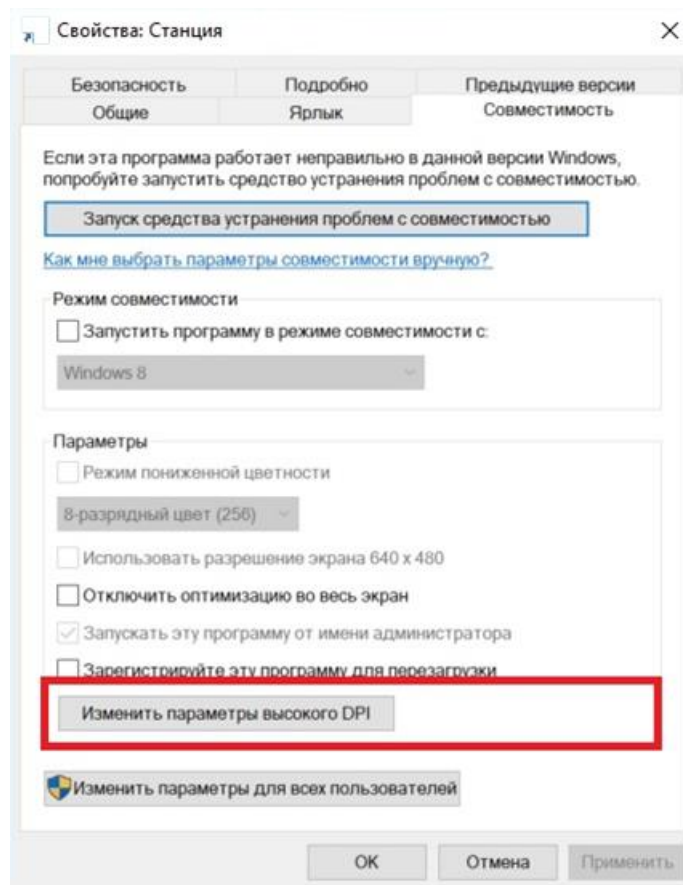 Свойства: Станция
Безопасность Подробно Предыдущие версии
Общие Ярлык Совместимость
Если эта программа работает неправильно в данной версии Windows,
попробуйте запустить средство устранения проблем с совместимостью.
Запуск средства устранения проблем с совместимостью
Как мне выбрать параметры совместимости вручную?
Режим совместимости
Запустить программу в режиме совместимости с:
Windows 8
Параметры
Режим пониженной цветности
8-разрядный цвет (256)
Использовать разрешение экрана 640 x 480
Отключить оптимизацию во весь экран
Запускать эту программу от имени администратора
Зарегистрируйте эту программу для перезагрузки
Изменить параметры высокого DPI
Изменить параметры для всех пользователей
OK Отмена Применить